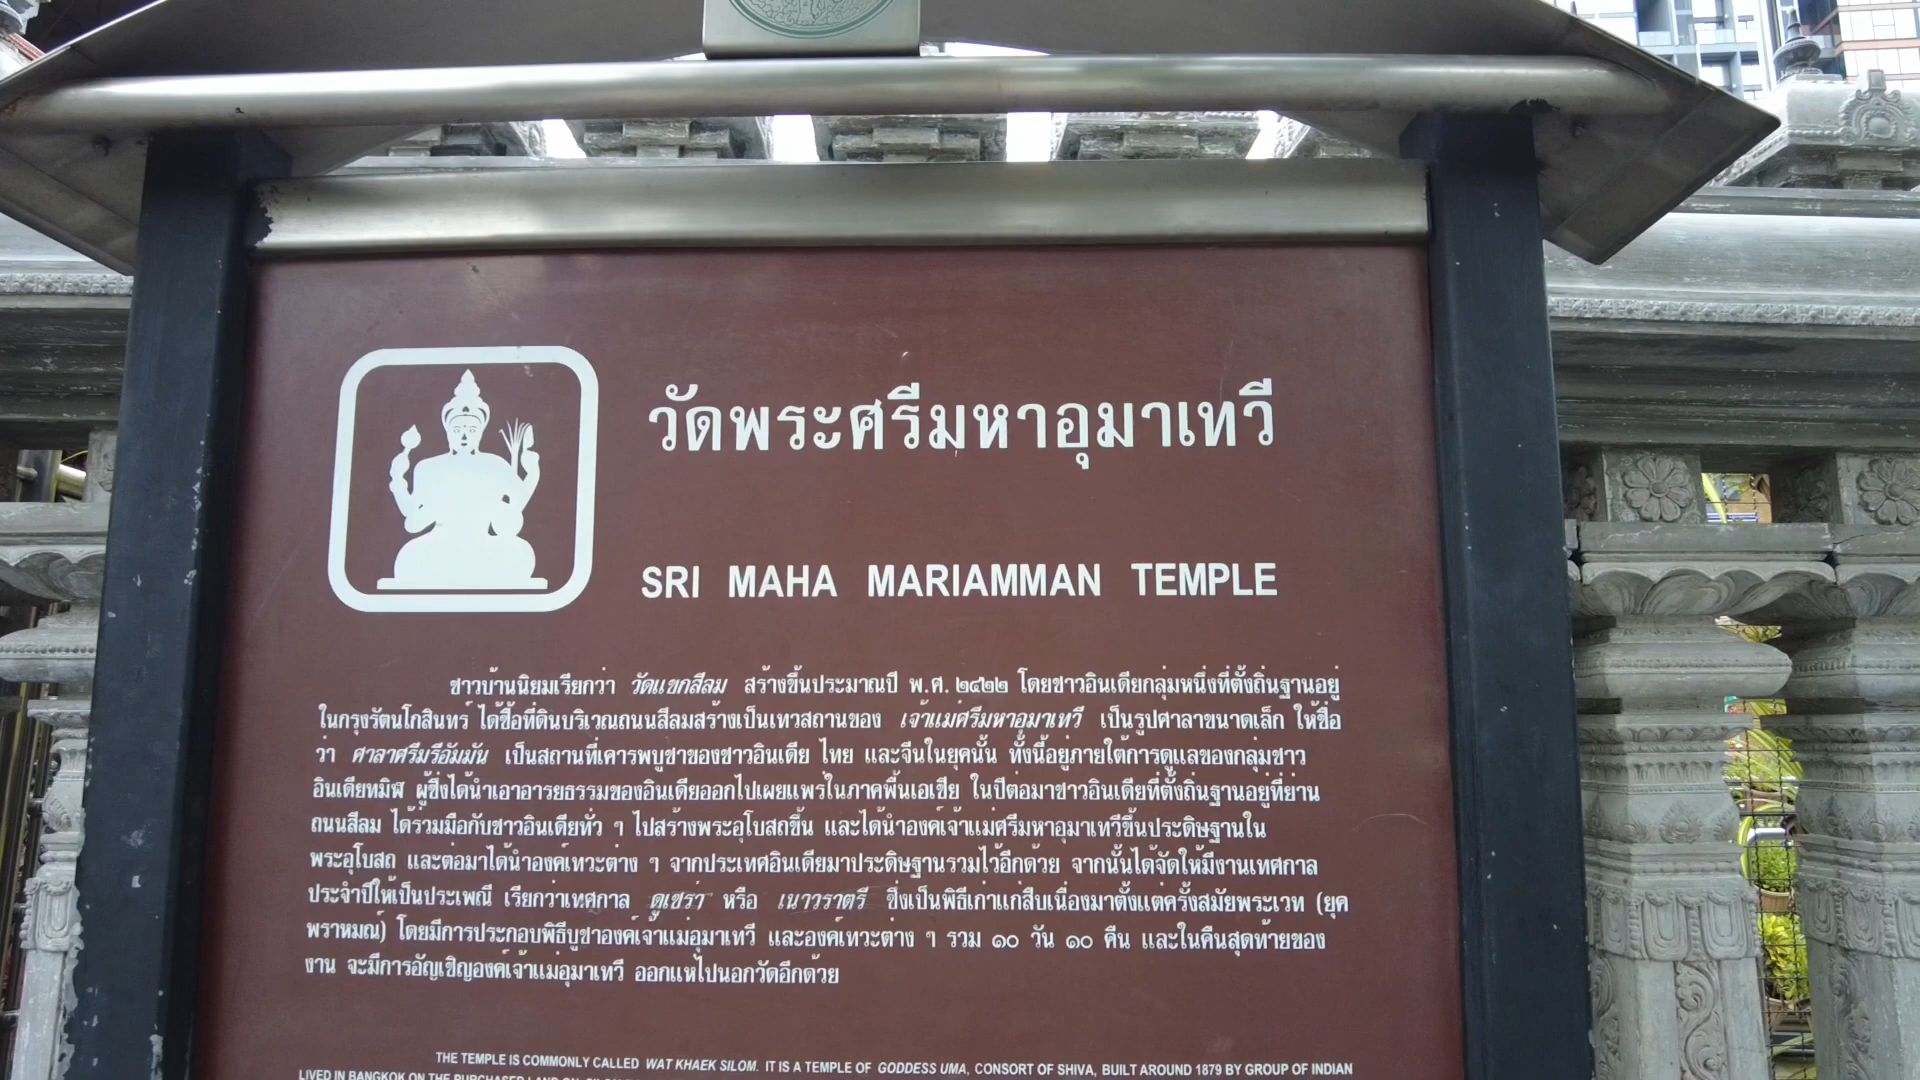 วัดพระศรีมหาอุมาเทวี
SRI MAHA MARIAMMAN TEMPLE
ชาวบ้านนิยมเรียกว่า วัดแขกสีลม สร้างขึ้นประมาณปี พ.ศ. ๒๔๒๒ โดยชาวอินเดียกลุ่มหนึ่งที่ตั้งถิ่นฐานอยู่
ในกรุงรัตนโกสินทร์ ได้ซื้อที่ดินบริเวณถนนสีลมสร้างเป็นเทวสถานของ เจ้าแม่ศรีมหาอุมาเทวี เป็นรูปศาลาขนาดเล็ก ให้ชื่อ
ว่า ศาลาศรีมรีอัมมัน เป็นสถานที่เคารพบูชาของชาวอินเดีย ไทย และจีนในยุคนั้น ทั้งนี้อยู่ภายใต้การดูแลของกลุ่มชาว
อินเดียทมิฬ ผู้ซึ่งได้นำเอาอารยธรรมของอินเดียออกไปเผยแพร่ในภาคพื้นเอเชีย ในปีต่อมาชาวอินเดียที่ตั้งถิ่นฐานอยู่ที่ย่าน
ถนนสีลม ได้ร่วมมือกับชาวอินเดียทั่ว ๆ ไปสร้างพระอุโบสถขึ้น และได้นำองค์เจ้าแม่ศรีมหาอุมาเทวีขึ้นประดิษฐานใน
พระอุโบสถ และต่อมาได้นำองค์เทวะต่าง ๆ จากประเทศอินเดียมาประดิษฐานรวมไว้อีกด้วย จากนั้นได้จัดให้มีงานเทศกาล
ประจำปีให้เป็นประเพณี เรียกว่าเทศกาล ดูเซร่า หรือ เนาวราตรี ซึ่งเป็นพิธีเก่าแก่สืบเนื่องมาตั้งแต่ครั้งสมัยพระเวท (ยุค
พราหมณ์) โดยมีการประกอบพิธีบูชาองค์เจ้าแม่อุมาเทวี และองค์เทวะต่าง ๆ รวม ๑๐ วัน ๑๐ คืน และในคืนสุดท้ายของ
งาน จะมีการอัญเชิญองค์เจ้าแม่อุมาเทวี ออกแห่ไปนอกวัดอีกด้วย
THE TEMPLE IS COMMONLY CALLED WAT KHAEK SILOM. IT IS A TEMPLE OF GODDESS UMA, CONSORT OF SHIVA, BUILT AROUND 1879 BY GROUP OF INDIAN
LIVED IN BANGKOK ON THE PURCHASED LAND ON